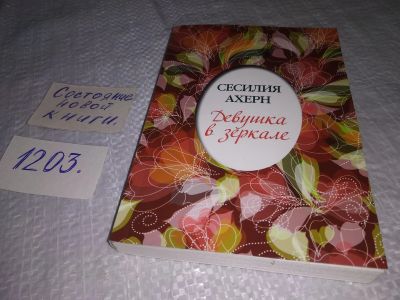 Состояние
новой
книги.
1203.
СЕСИЛИЯ
АХЕРН
Девушка
в зеркале